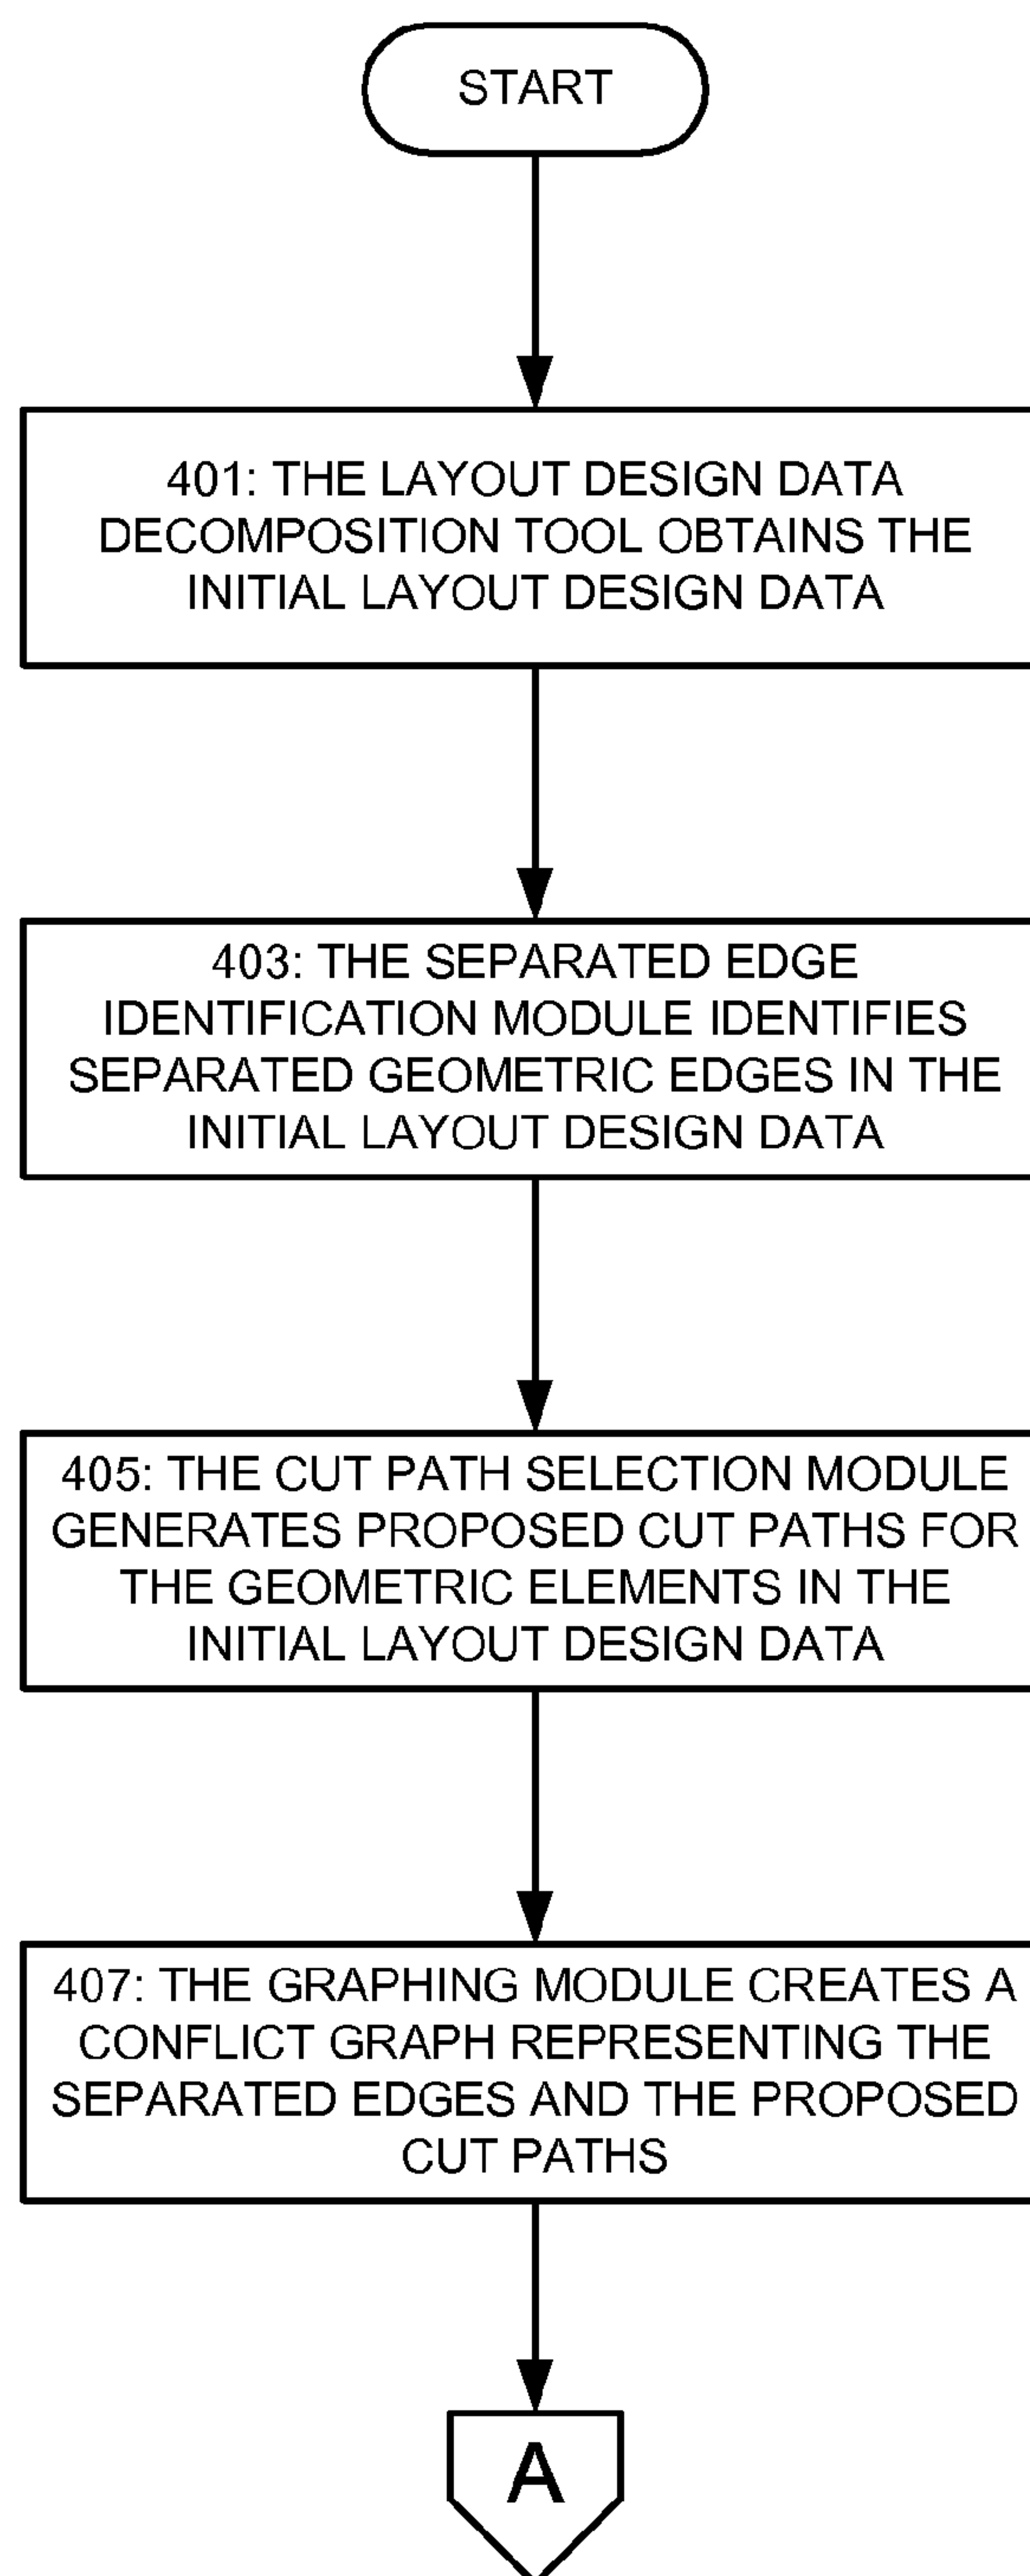 START
401: THE LAYOUT DESIGN DATA
DECOMPOSITION TOOL OBTAINS THE
INITIAL LAYOUT DESIGN DATA
403: THE SEPARATED EDGE
IDENTIFICATION MODULE IDENTIFIES
SEPARATED GEOMETRIC EDGES IN THE
INITIAL LAYOUT DESIGN DATA
405: THE CUT PATH SELECTION MODULE
GENERATES PROPOSED CUT PATHS FOR
THE GEOMETRIC ELEMENTS IN THE
INITIAL LAYOUT DESIGN DATA
407: THE GRAPHING MODULE CREATES A
CONFLICT GRAPH REPRESENTING THE
SEPARATED EDGES AND THE PROPOSED
CUT PATHS
A